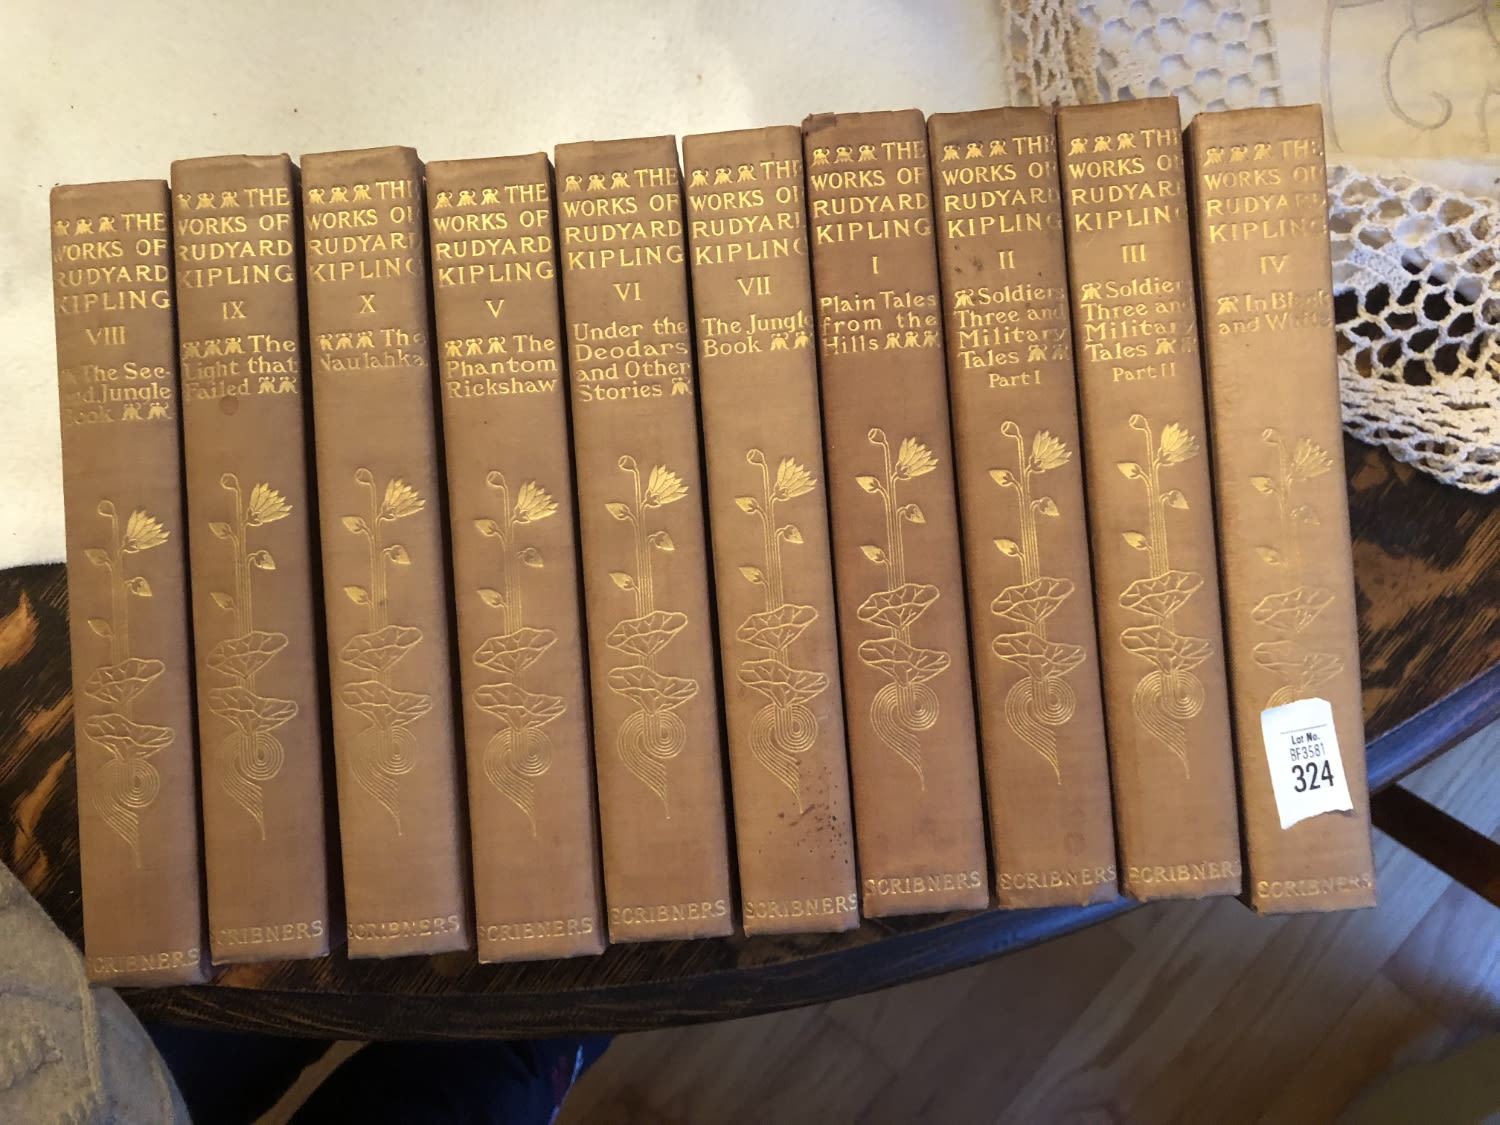 THE
WORKS OF
RUDYARD
KIPLING
VIII
The Sec-
ond Jungle
Book
SCRIBNERS
THE
WORKS OF
RUDYARD
KIPLING
IX
The
Light that
Failed
SCRIBNERS
THE
WORKS OF
RUDYARD
KIPLING
X
The
Naulahka
SCRIBNERS
THE
WORKS OF
RUDYARD
KIPLING
V
The
Phantom
Rickshaw
SCRIBNERS
THE
WORKS OF
RUDYARD
KIPLING
VI
Under the
Deodars
and Other
Stories
SCRIBNERS
THE
WORKS OF
RUDYARD
KIPLING
VII
The Jungle
Book
SCRIBNERS
THE
WORKS OF
RUDYARD
KIPLING
I
Plain Tales
from the
Hills
SCRIBNERS
THE
WORKS OF
RUDYARD
KIPLING
II
Soldiers
Three and
Military
Tales
Part I
SCRIBNERS
THE
WORKS OF
RUDYARD
KIPLING
III
Soldiers
Three and
Military
Tales
Part II
SCRIBNERS
THE
WORKS OF
RUDYARD
KIPLING
IV
In Black
and White
Lot No.
BF3581
324
SCRIBNERS